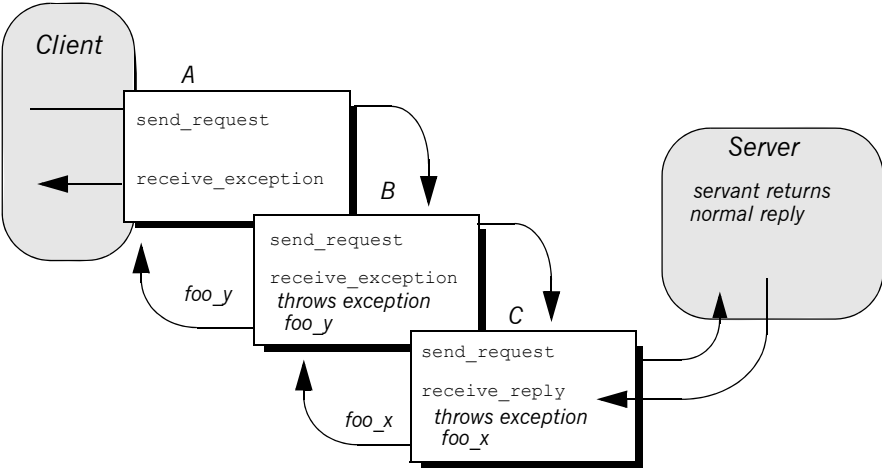 Client
A
send_request
receive_exception
B
send_request
receive_exception
throws exception
foo_y
foo_y
C
send_request
receive_reply
throws exception
foo_x
foo_x
Server
servant returns
normal reply